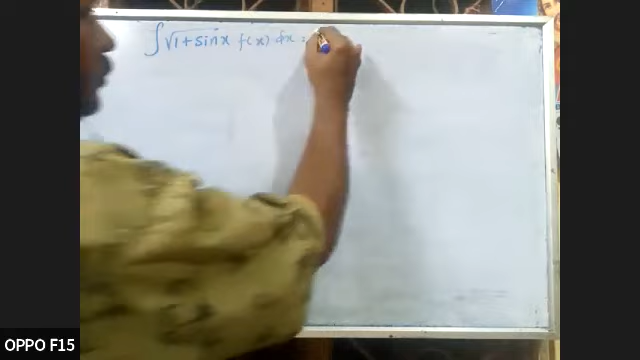 ∫√1+sinx f(x) dx =
OPPO F15